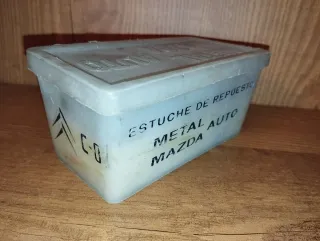 ESTUCHE DE REPUESTO
METAL AUTO
MAZDA
C-8